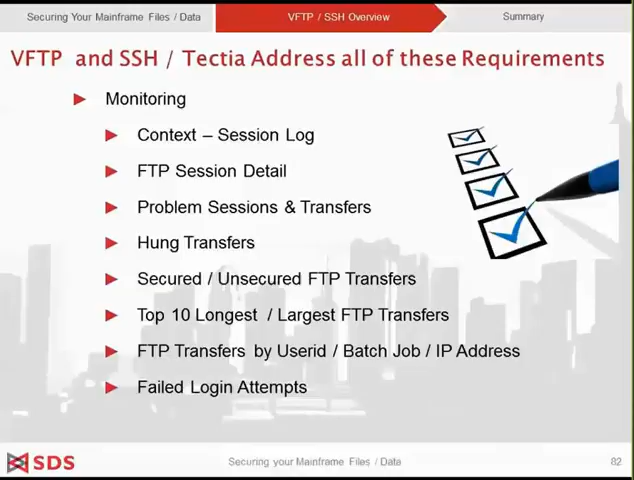 Securing Your Mainframe Files / Data
VFTP / SSH Overview
Summary
VFTP and SSH / Tectia Address all of these Requirements
Monitoring
Context – Session Log
FTP Session Detail
Problem Sessions & Transfers
Hung Transfers
Secured / Unsecured FTP Transfers
Top 10 Longest / Largest FTP Transfers
FTP Transfers by Userid / Batch Job / IP Address
Failed Login Attempts
SDS
Securing your Mainframe Files / Data
82